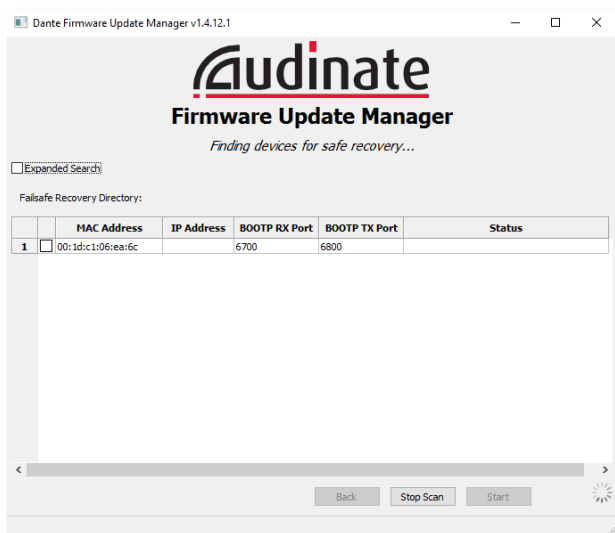 Dante Firmware Update Manager v1.4.12.1
Audinate
Firmware Update Manager
Finding devices for safe recovery...
Expanded Search
Failsafe Recovery Directory:
MAC Address IP Address BOOTP RX Port BOOTP TX Port Status
1 00:1d:c1:06:ea:6c 6700 6800
Back Stop Scan Start